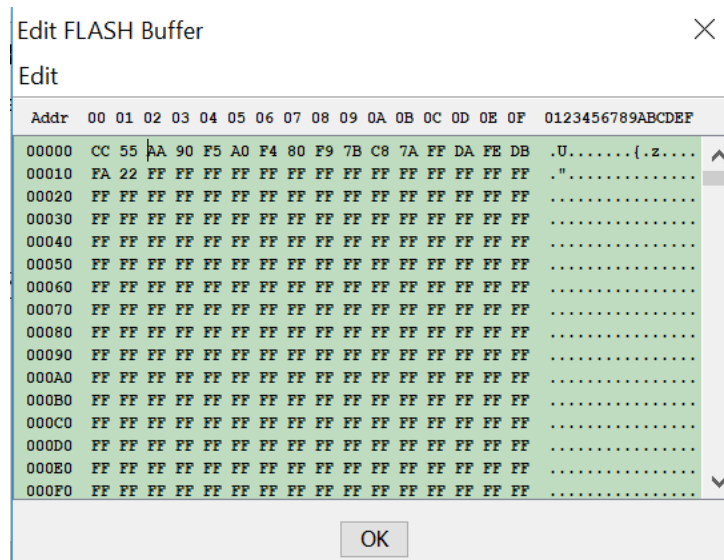 Edit FLASH Buffer
Edit
Addr 00 01 02 03 04 05 06 07 08 09 0A 0B 0C 0D 0E 0F 0123456789ABCDEF
00000 CC 55 AA 90 F5 A0 F4 80 F9 7B C8 7A FF DA FE DB .U.......{.z....
00010 FA 22 FF FF FF FF FF FF FF FF FF FF FF FF FF FF ."..............
00020 FF FF FF FF FF FF FF FF FF FF FF FF FF FF FF FF ................
00030 FF FF FF FF FF FF FF FF FF FF FF FF FF FF FF FF ................
00040 FF FF FF FF FF FF FF FF FF FF FF FF FF FF FF FF ................
00050 FF FF FF FF FF FF FF FF FF FF FF FF FF FF FF FF ................
00060 FF FF FF FF FF FF FF FF FF FF FF FF FF FF FF FF ................
00070 FF FF FF FF FF FF FF FF FF FF FF FF FF FF FF FF ................
00080 FF FF FF FF FF FF FF FF FF FF FF FF FF FF FF FF ................
00090 FF FF FF FF FF FF FF FF FF FF FF FF FF FF FF FF ................
000A0 FF FF FF FF FF FF FF FF FF FF FF FF FF FF FF FF ................
000B0 FF FF FF FF FF FF FF FF FF FF FF FF FF FF FF FF ................
000C0 FF FF FF FF FF FF FF FF FF FF FF FF FF FF FF FF ................
000D0 FF FF FF FF FF FF FF FF FF FF FF FF FF FF FF FF ................
000E0 FF FF FF FF FF FF FF FF FF FF FF FF FF FF FF FF ................
000F0 FF FF FF FF FF FF FF FF FF FF FF FF FF FF FF FF ................
OK